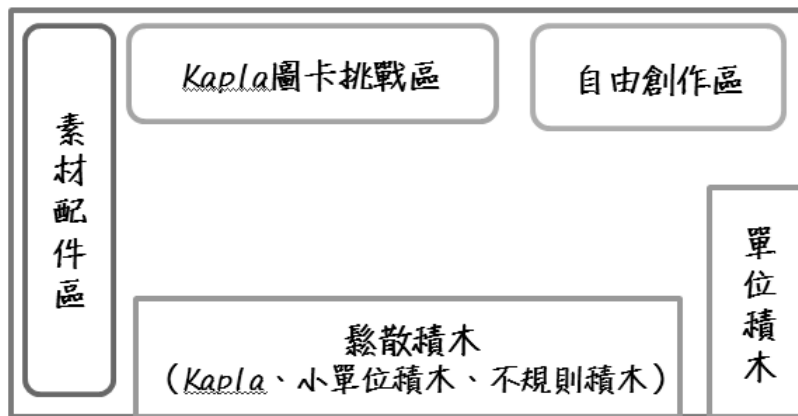 素材配件區
Kapla圖卡挑戰區
自由創作區
單位積木
鬆散積木
（Kapla、小單位積木、不規則積木）